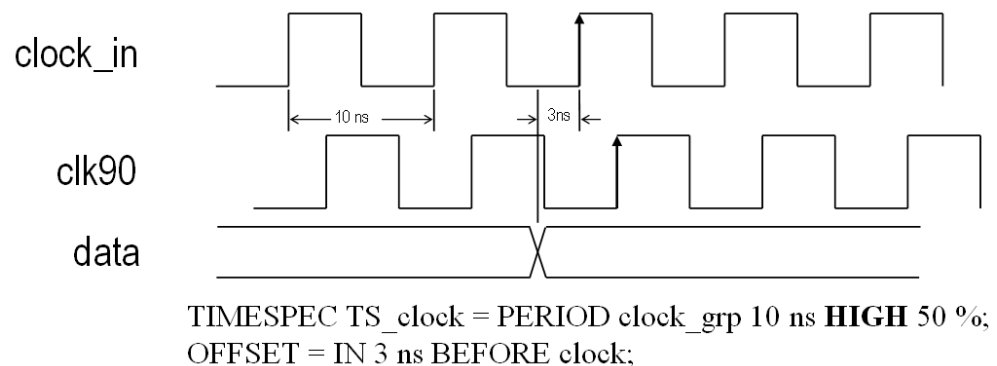 clock_in
10 ns
3ns
clk90
data
TIMESPEC TS_clock = PERIOD clock_grp 10 ns HIGH 50 %;
OFFSET = IN 3 ns BEFORE clock;